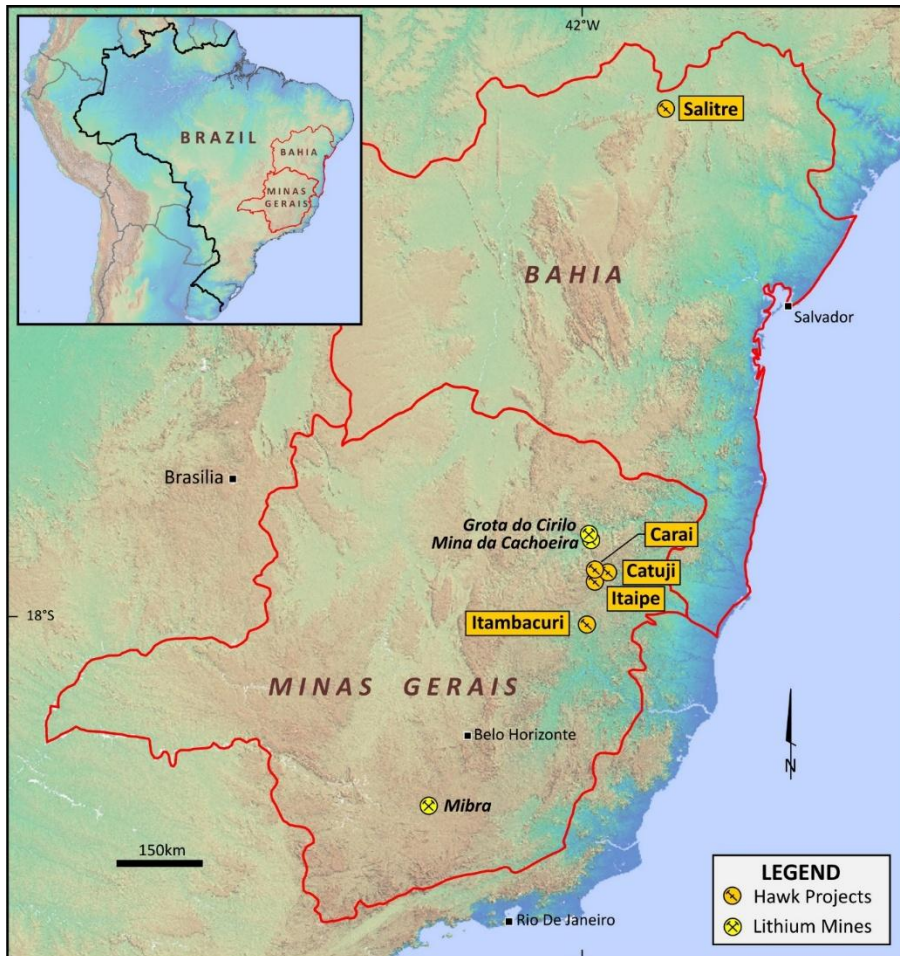 42°W
BRAZIL
BAHIA
MINAS
GERAIS
Salitre
BAHIA
Salvador
Brasilia
Grota do Cirilo
Mina da Cachoeira
Carai
Catuji
Itaipe
18°S
Itambacuri
MINAS GERAIS
Belo Horizonte
N
Mibra
150km
Rio De Janeiro
LEGEND
Hawk Projects
Lithium Mines